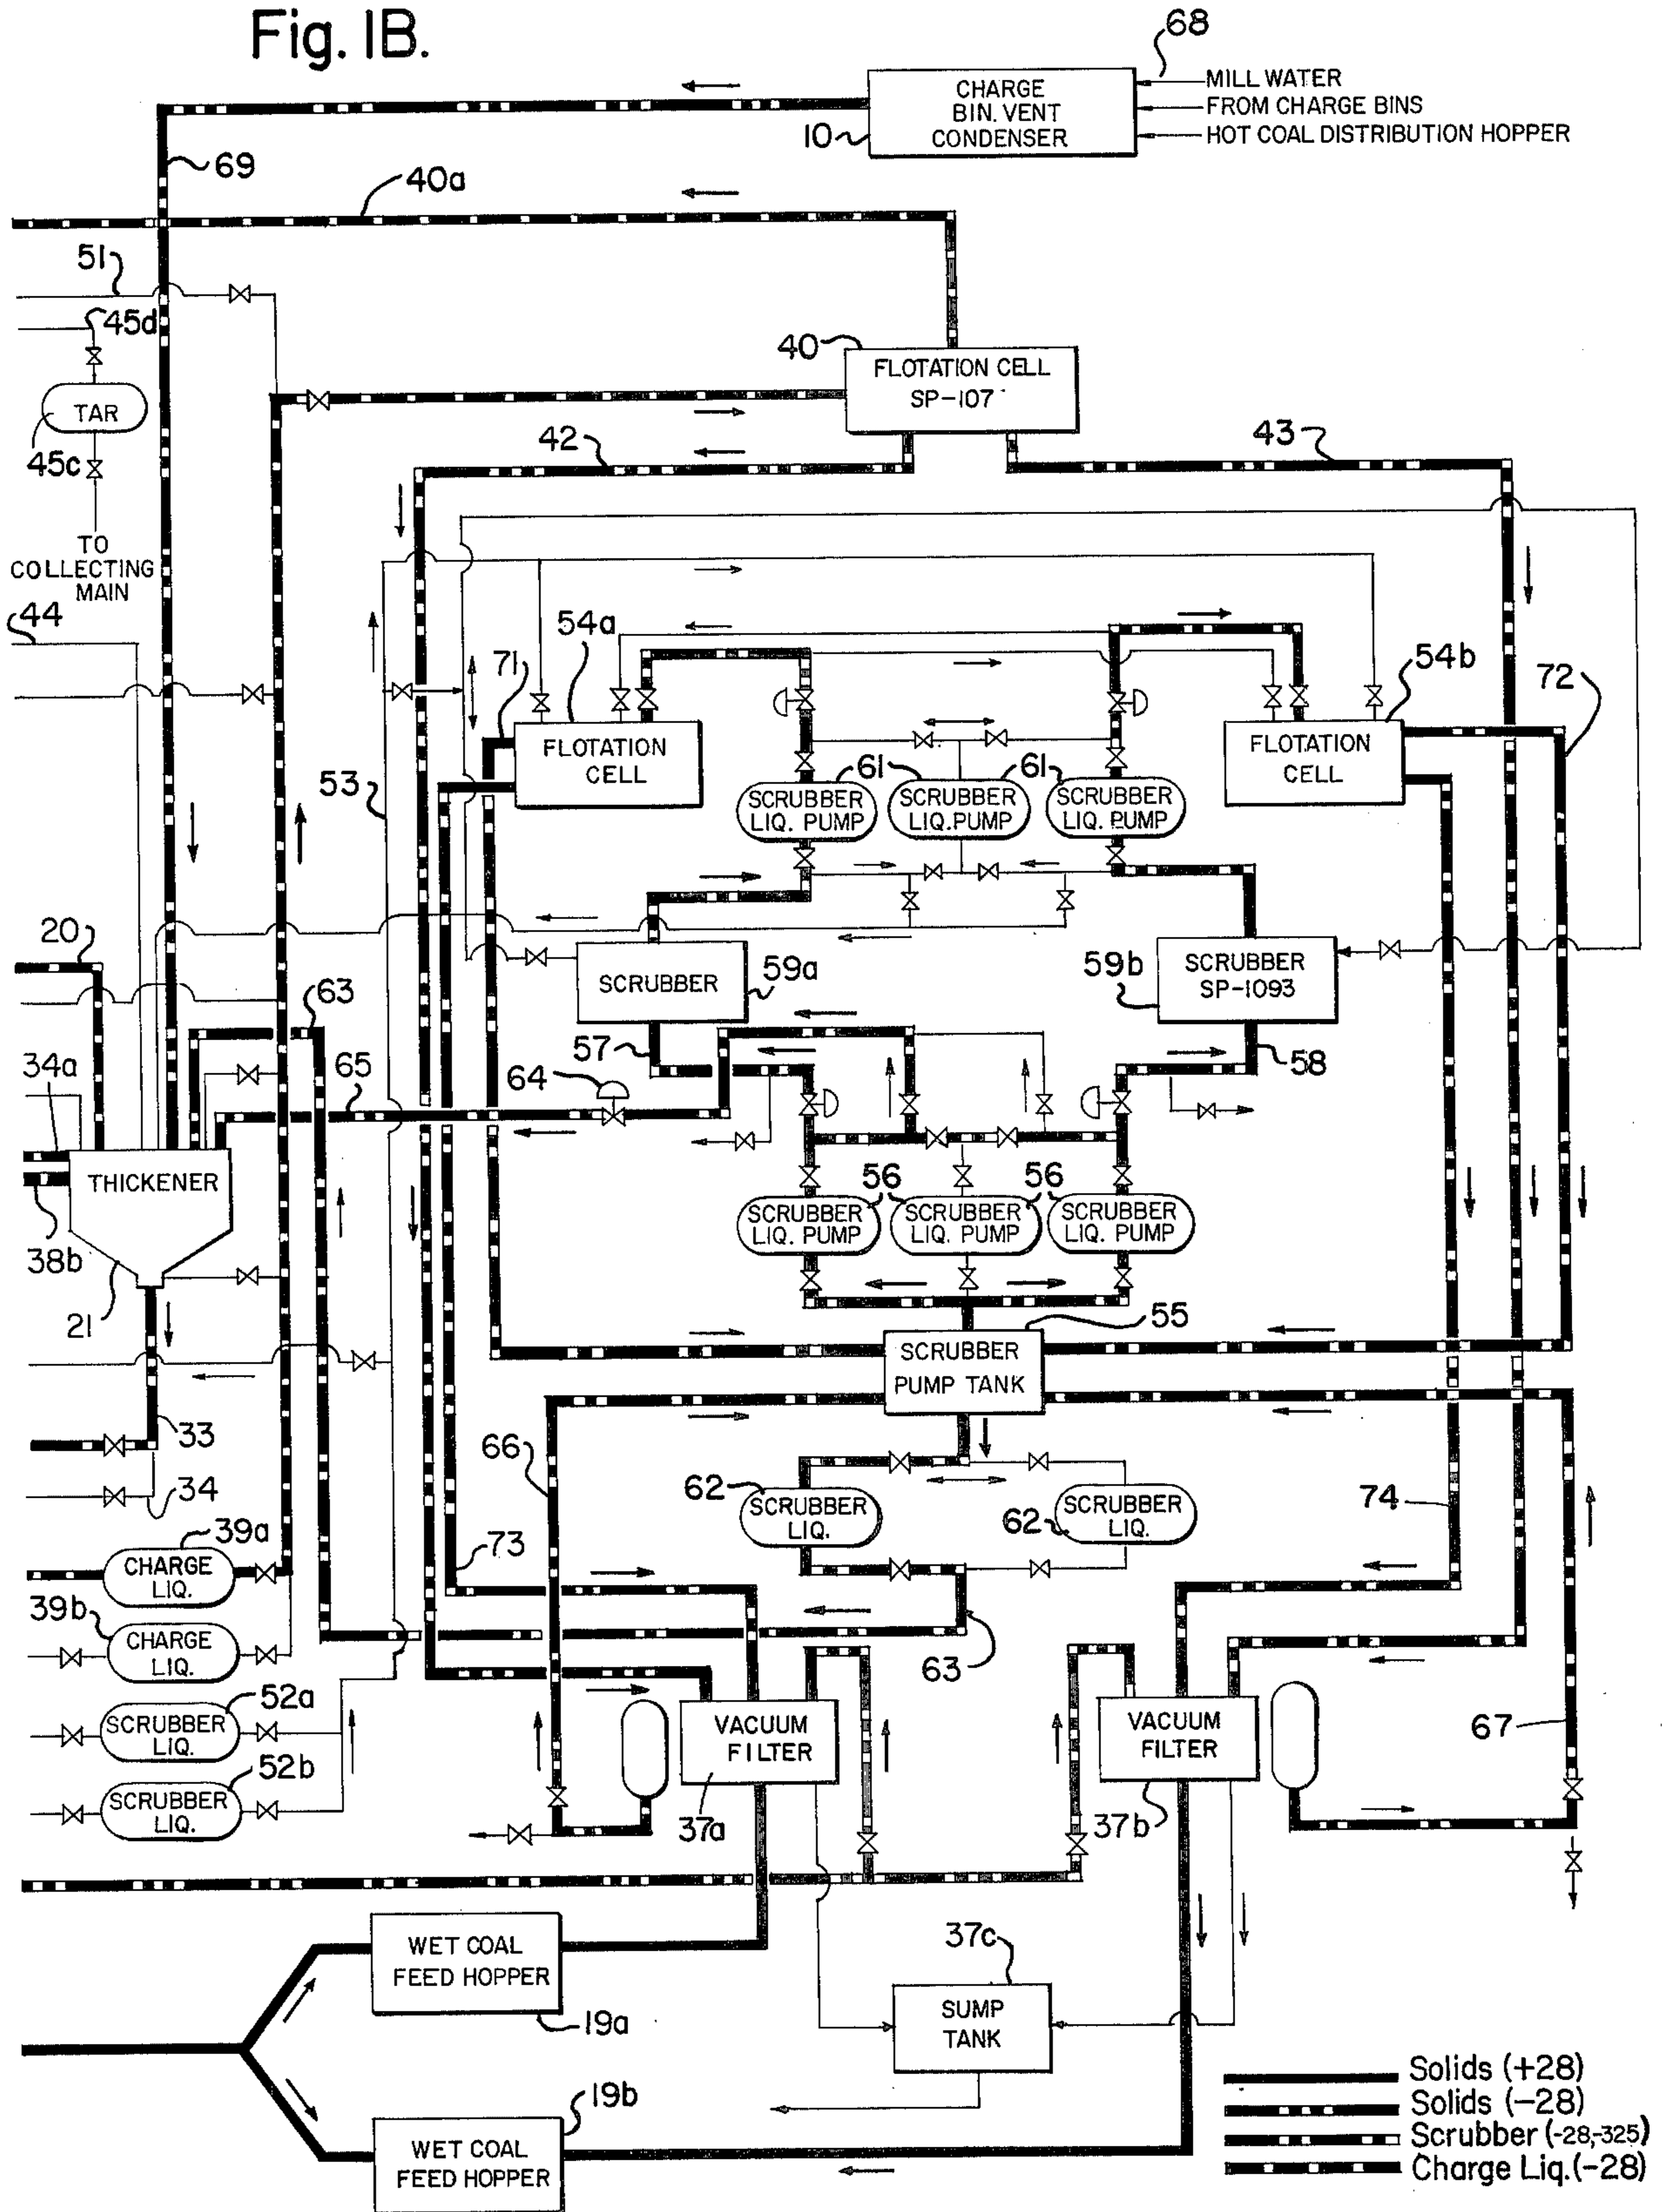 Fig. 1B.
68
MILL WATER
FROM CHARGE BINS
HOT COAL DISTRIBUTION HOPPER
CHARGE
BIN. VENT
CONDENSER
10
69
40a
51
45d
TAR
45c
TO
COLLECTING
MAIN
40
FLOTATION CELL
SP-107
42
43
44
54a
54b
71
72
FLOTATION
CELL
FLOTATION
CELL
53
61
61
SCRUBBER
LIQ. PUMP
SCRUBBER
LIQ. PUMP
SCRUBBER
LIQ. PUMP
20
SCRUBBER
59a
59b
SCRUBBER
SP-1093
63
57
58
34a
65
64
THICKENER
38b
21
56
56
SCRUBBER
LIQ. PUMP
SCRUBBER
LIQ. PUMP
SCRUBBER
LIQ. PUMP
55
SCRUBBER
PUMP TANK
33
34
66
62
SCRUBBER
LIQ.
62
SCRUBBER
LIQ.
74
39a
CHARGE
LIQ.
73
39b
CHARGE
LIQ.
63
52a
SCRUBBER
LIQ.
52b
SCRUBBER
LIQ.
VACUUM
FILTER
37a
VACUUM
FILTER
37b
67
WET COAL
FEED HOPPER
19a
37c
SUMP
TANK
19b
WET COAL
FEED HOPPER
Solids (+28)
Solids (-28)
Scrubber (-28,-325)
Charge Liq. (-28)